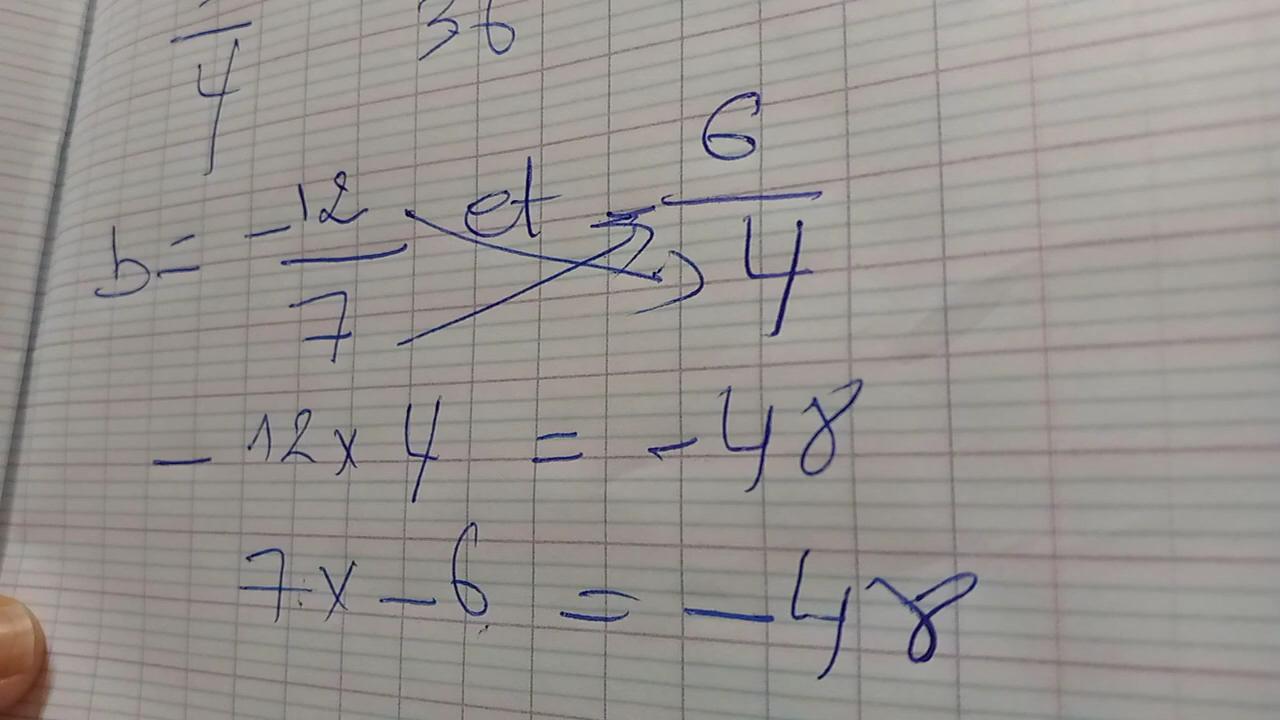 4 36
b = -12/7 et -6/4
- 12 x 4 = - 48
7 x - 6 = - 48